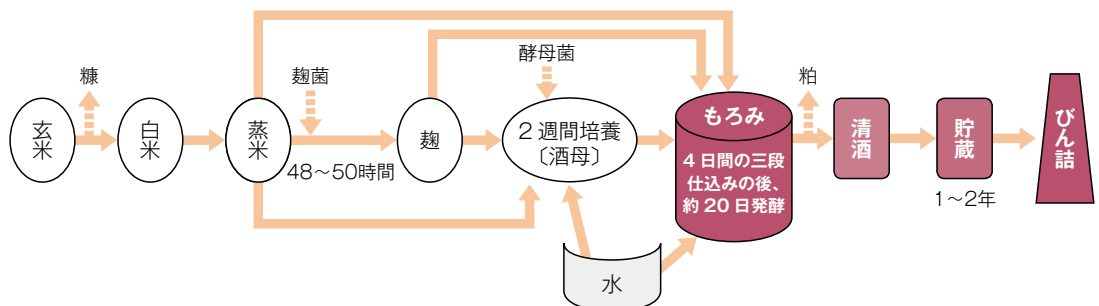 玄米
糠
白米
蒸米
麹菌
48～50時間
麹
酵母菌
2週間培養
〔酒母〕
水
もろみ
4日間の三段
仕込みの後、
約20日発酵
粕
清酒
貯蔵
1～2年
びん詰